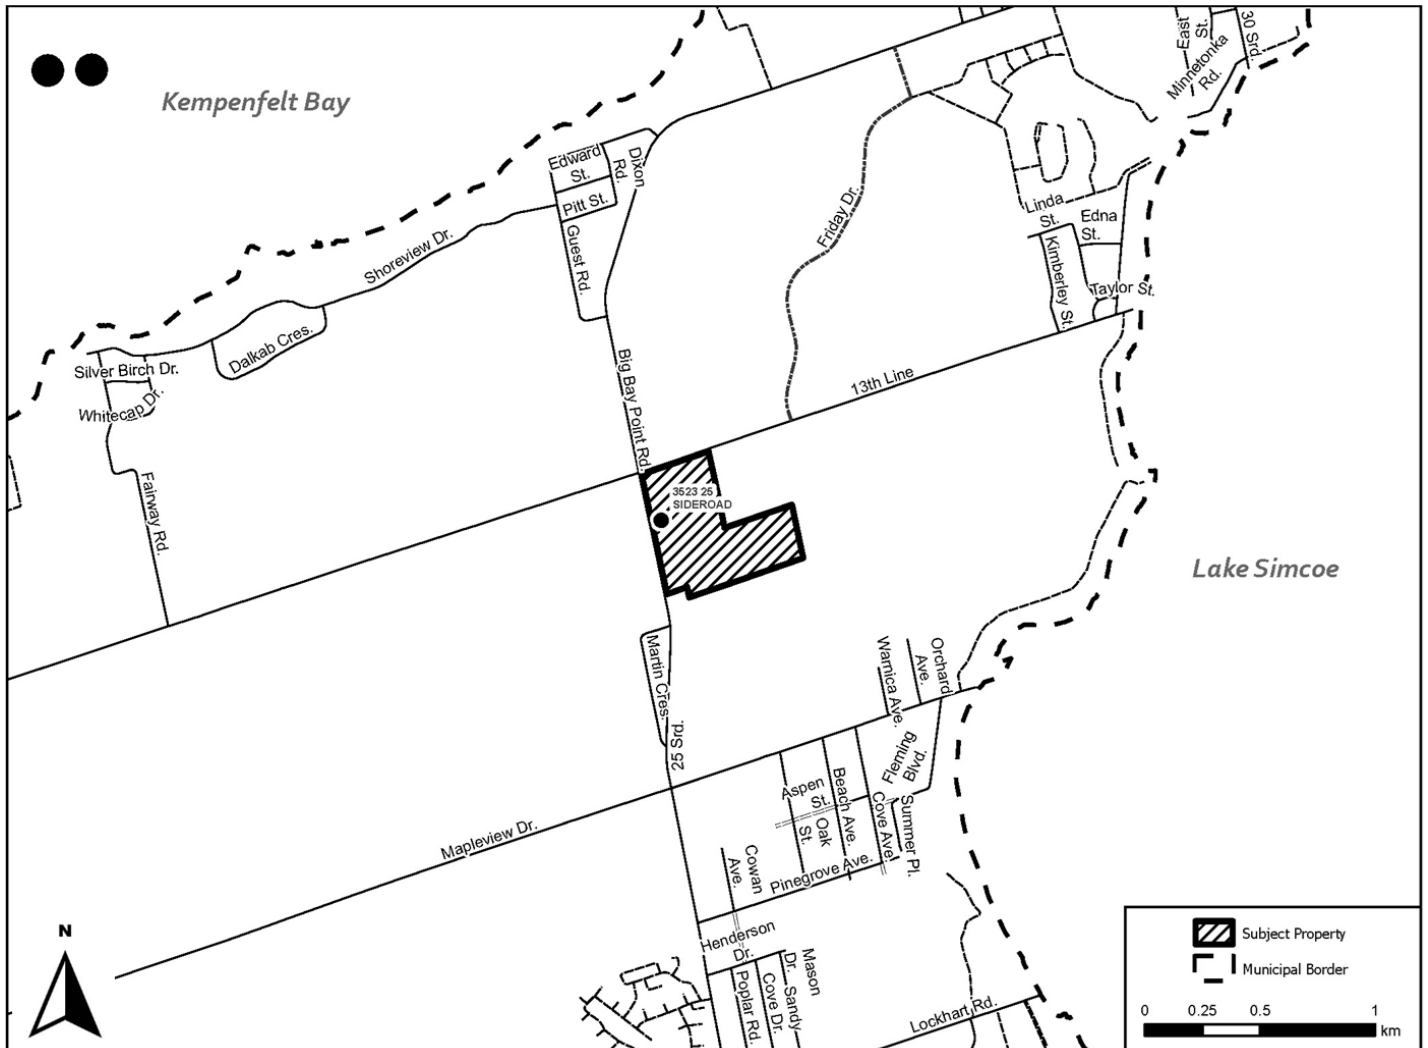 East
St.
30 Srd.
Minnetonka
Rd.
Kempenfelt Bay
Edward
St.
Dixon
Rd.
Pitt St.
Guest Rd.
Shoreview Dr.
Friday Dr.
Linda
St.
Edna
St.
Kimberley St.
Taylor St.
Dalkab Cres.
Silver Birch Dr.
Whitecap Dr.
Big Bay Point Rd.
13th Line
Fairway Rd.
3523 25
SIDEROAD
Lake Simcoe
Martin Cres.
25 Srd.
Warnica Ave.
Orchard
Ave.
Fleming
Blvd.
Aspen
St.
Beach Ave.
Oak
St.
Cove Ave.
Summer Pl.
Mapleview Dr.
Cowan
Ave.
Pinegrove Ave.
Henderson
Dr.
Poplar Rd.
Cove Dr.
Sandy
Mason
Dr.
Lockhart Rd.
N
Subject Property
Municipal Border
0 0.25 0.5 1
km